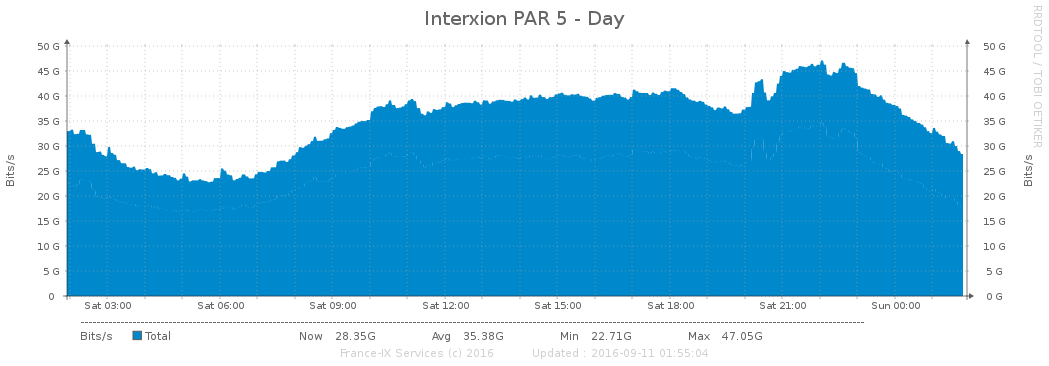 Interxion PAR 5 - Day
RRDTOOL / TOBI OETIKER
Bits/s
50 G 50 G
45 G 45 G
40 G 40 G
35 G 35 G
30 G 30 G
25 G 25 G
20 G 20 G
15 G 15 G
10 G 10 G
5 G 5 G
0 0 G
Bits/s
Sat 03:00 Sat 06:00 Sat 09:00 Sat 12:00 Sat 15:00 Sat 18:00 Sat 21:00 Sun 00:00
Bits/s Total Now 28.35G Avg 35.38G Min 22.71G Max 47.05G
France-IX Services (c) 2016 Updated : 2016-09-11 01:55:04